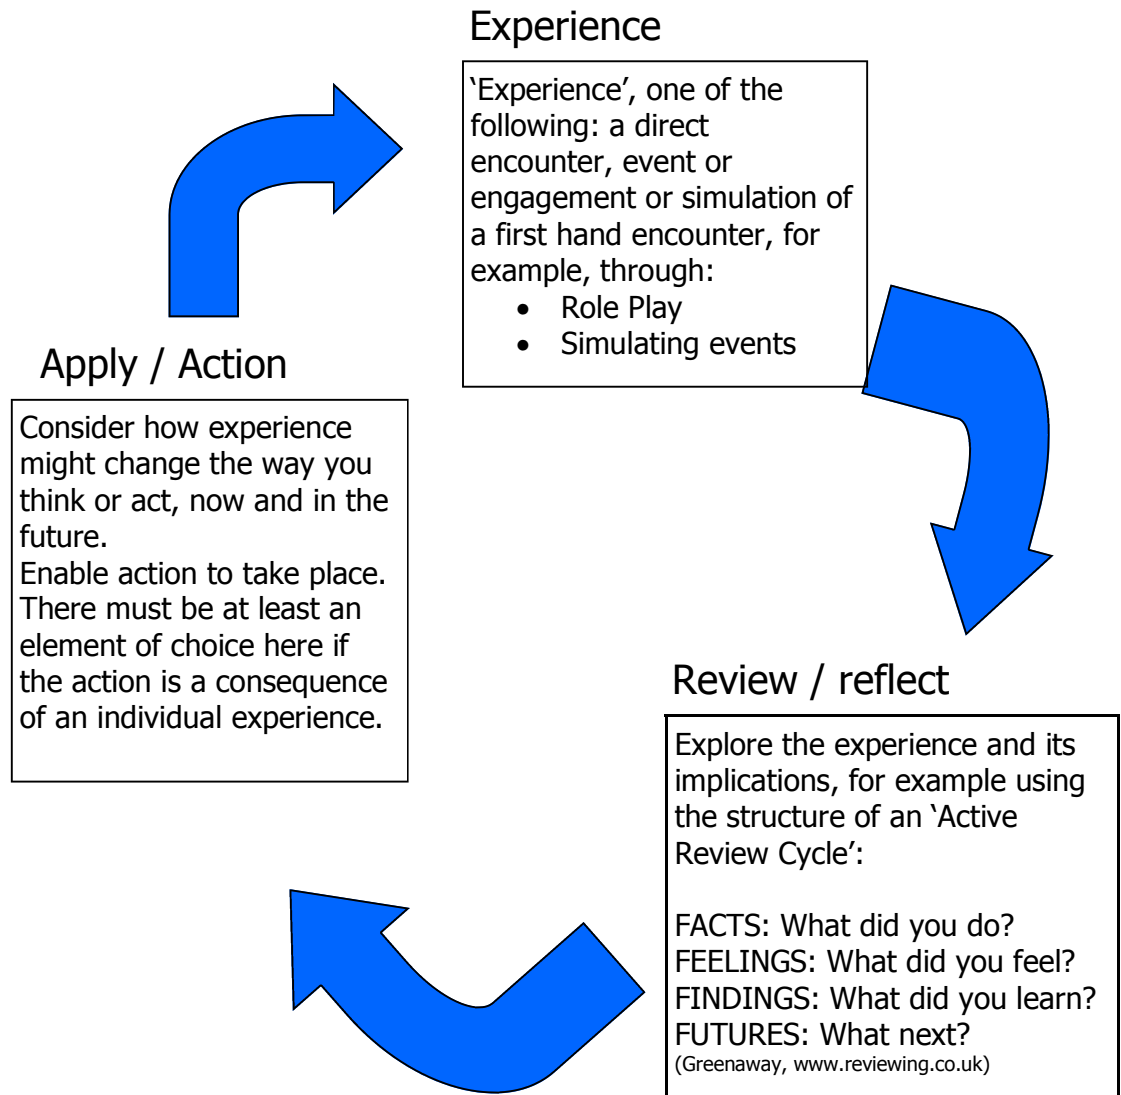 Experience
‘Experience’, one of the
following: a direct
encounter, event or
engagement or simulation of
a first hand encounter, for
example, through:
• Role Play
• Simulating events
Apply / Action
Consider how experience
might change the way you
think or act, now and in the
future.
Enable action to take place.
There must be at least an
element of choice here if
the action is a consequence
of an individual experience.
Review / reflect
Explore the experience and its
implications, for example using
the structure of an ‘Active
Review Cycle’:
FACTS: What did you do?
FEELINGS: What did you feel?
FINDINGS: What did you learn?
FUTURES: What next?
(Greenaway, www.reviewing.co.uk)